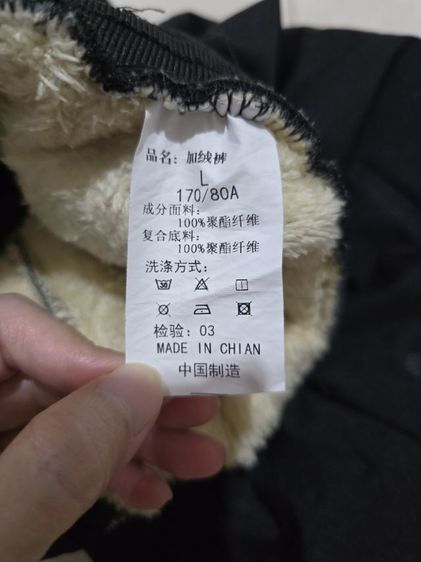 品名: 加绒裤
L
170/80A
成分面料:
100%聚酯纤维
复合底料:
100%聚酯纤维
洗涤方式:
30
检验: 03
MADE IN CHIAN
中国制造